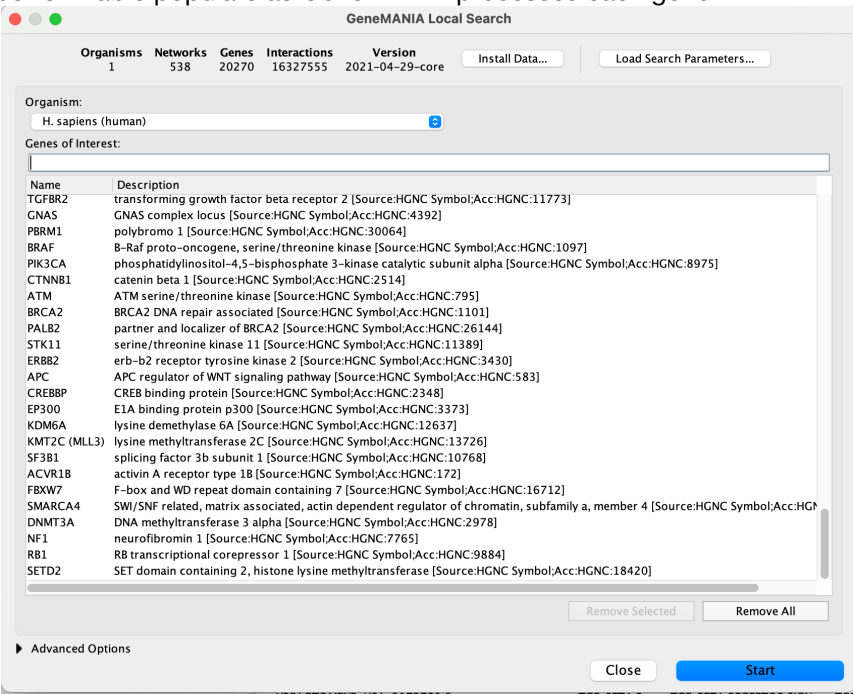 GeneMANIA Local Search
Organisms Networks Genes Interactions Version
1 538 20270 16327555 2021-04-29-core
Install Data...
Load Search Parameters...
Organism:
H. sapiens (human)
Genes of Interest:
Name Description
TGFBR2 transforming growth factor beta receptor 2 [Source:HGNC Symbol;Acc:HGNC:11773]
GNAS GNAS complex locus [Source:HGNC Symbol;Acc:HGNC:4392]
PBRM1 polybromo 1 [Source:HGNC Symbol;Acc:HGNC:30064]
BRAF B-Raf proto-oncogene, serine/threonine kinase [Source:HGNC Symbol;Acc:HGNC:1097]
PIK3CA phosphatidylinositol-4,5-bisphosphate 3-kinase catalytic subunit alpha [Source:HGNC Symbol;Acc:HGNC:8975]
CTNNB1 catenin beta 1 [Source:HGNC Symbol;Acc:HGNC:2514]
ATM ATM serine/threonine kinase [Source:HGNC Symbol;Acc:HGNC:795]
BRCA2 BRCA2 DNA repair associated [Source:HGNC Symbol;Acc:HGNC:1101]
PALB2 partner and localizer of BRCA2 [Source:HGNC Symbol;Acc:HGNC:26144]
STK11 serine/threonine kinase 11 [Source:HGNC Symbol;Acc:HGNC:11389]
ERBB2 erb-b2 receptor tyrosine kinase 2 [Source:HGNC Symbol;Acc:HGNC:3430]
APC APC regulator of WNT signaling pathway [Source:HGNC Symbol;Acc:HGNC:583]
CREBBP CREB binding protein [Source:HGNC Symbol;Acc:HGNC:2348]
EP300 E1A binding protein p300 [Source:HGNC Symbol;Acc:HGNC:3373]
KDM6A lysine demethylase 6A [Source:HGNC Symbol;Acc:HGNC:12637]
KMT2C (MLL3) lysine methyltransferase 2C [Source:HGNC Symbol;Acc:HGNC:13726]
SF3B1 splicing factor 3b subunit 1 [Source:HGNC Symbol;Acc:HGNC:10768]
ACVR1B activin A receptor type 1B [Source:HGNC Symbol;Acc:HGNC:172]
FBXW7 F-box and WD repeat domain containing 7 [Source:HGNC Symbol;Acc:HGNC:16712]
SMARCA4 SWI/SNF related, matrix associated, actin dependent regulator of chromatin, subfamily a, member 4 [Source:HGNC Symbol;Acc:HGN
DNMT3A DNA methyltransferase 3 alpha [Source:HGNC Symbol;Acc:HGNC:2978]
NF1 neurofibromin 1 [Source:HGNC Symbol;Acc:HGNC:7765]
RB1 RB transcriptional corepressor 1 [Source:HGNC Symbol;Acc:HGNC:9884]
SETD2 SET domain containing 2, histone lysine methyltransferase [Source:HGNC Symbol;Acc:HGNC:18420]
Remove Selected
Remove All
Advanced Options
Close
Start